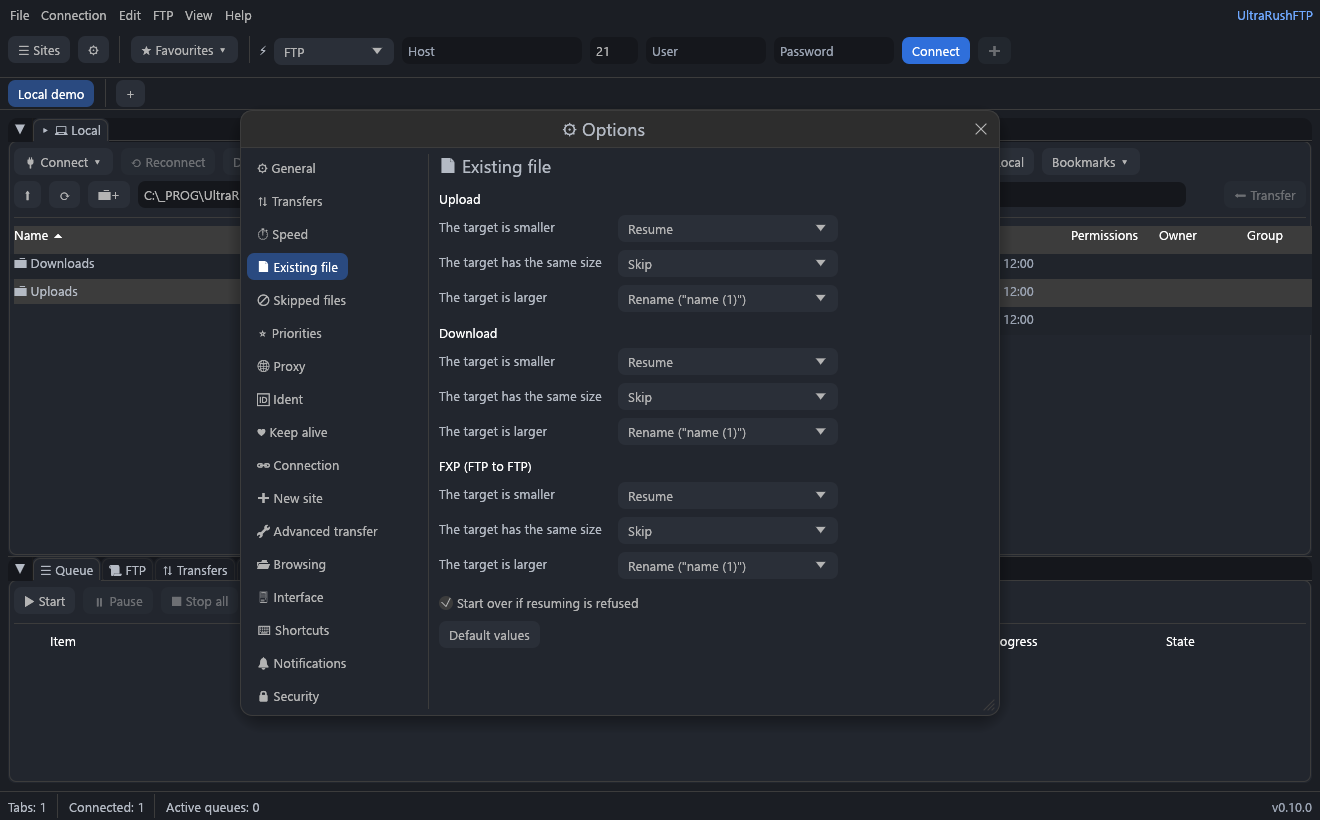 File Connection Edit FTP View Help UltraRushFTP
Sites Favourites FTP Host 21 User Password Connect
Local demo +
Local
Options
Connect Reconnect Bookmarks
C:\_PROG\UltraR Transfer
Name Permissions Owner Group
Downloads 12:00
Uploads 12:00
12:00
General
Transfers
Speed
Existing file
Skipped files
Priorities
Proxy
Ident
Keep alive
Connection
New site
Advanced transfer
Browsing
Interface
Shortcuts
Notifications
Security
Existing file
Upload
The target is smaller Resume
The target has the same size Skip
The target is larger Rename ("name (1)")
Download
The target is smaller Resume
The target has the same size Skip
The target is larger Rename ("name (1)")
FXP (FTP to FTP)
The target is smaller Resume
The target has the same size Skip
The target is larger Rename ("name (1)")
Start over if resuming is refused
Default values
Queue FTP Transfers
Start Pause Stop all
Item ogress State
Tabs: 1 Connected: 1 Active queues: 0 v0.10.0